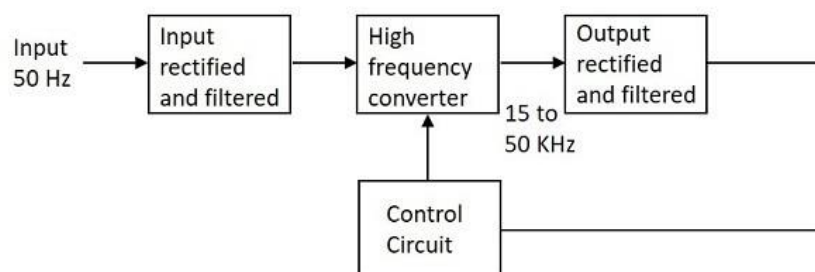 Input
50 Hz
Input
rectified
and filtered
High
frequency
converter
15 to
50 KHz
Output
rectified
and filtered
Control
Circuit